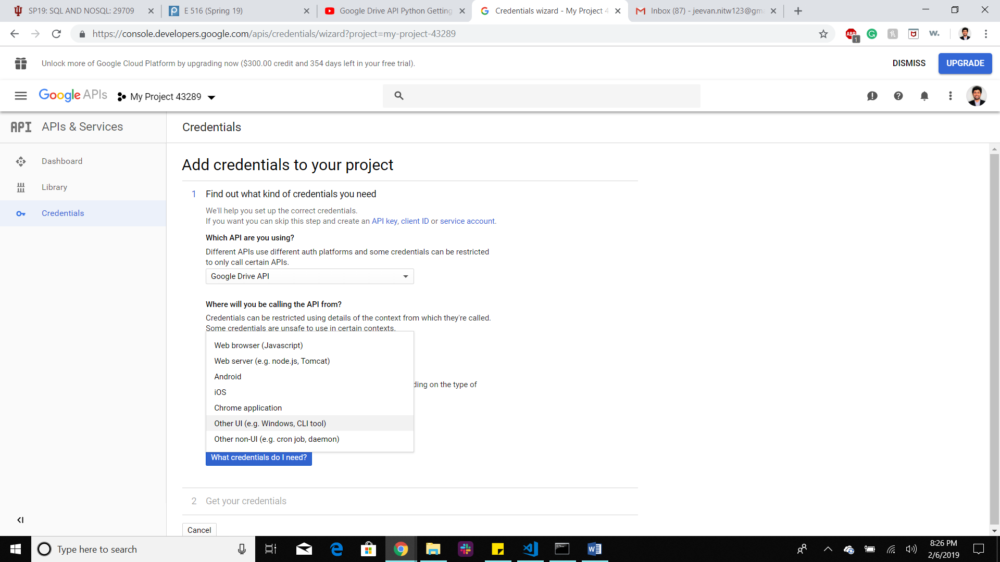 SP19: SQL AND NOSQL: 29709
E 516 (Spring 19)
Google Drive API Python Getting
Credentials wizard - My Project 4
Inbox (87) - jeevan.nitw123@gm
https://console.developers.google.com/apis/credentials/wizard?project=my-project-43289
ABP
1
w.
Unlock more of Google Cloud Platform by upgrading now ($300.00 credit and 354 days left in your free trial).
DISMISS
UPGRADE
Google APIs
My Project 43289
API APIs & Services
Credentials
Dashboard
Library
Credentials
Add credentials to your project
1 Find out what kind of credentials you need
We'll help you set up the correct credentials.
If you want you can skip this step and create an API key, client ID or service account.
Which API are you using?
Different APIs use different auth platforms and some credentials can be restricted
to only call certain APIs.
Google Drive API
Where will you be calling the API from?
Credentials can be restricted using details of the context from which they're called.
Some credentials are unsafe to use in certain contexts.
Web browser (Javascript)
Web server (e.g. node.js, Tomcat)
Android
ding on the type of
iOS
Chrome application
Other UI (e.g. Windows, CLI tool)
Other non-UI (e.g. cron job, daemon)
What credentials do I need?
2 Get your credentials
Cancel
Type here to search
8:26 PM
2/6/2019